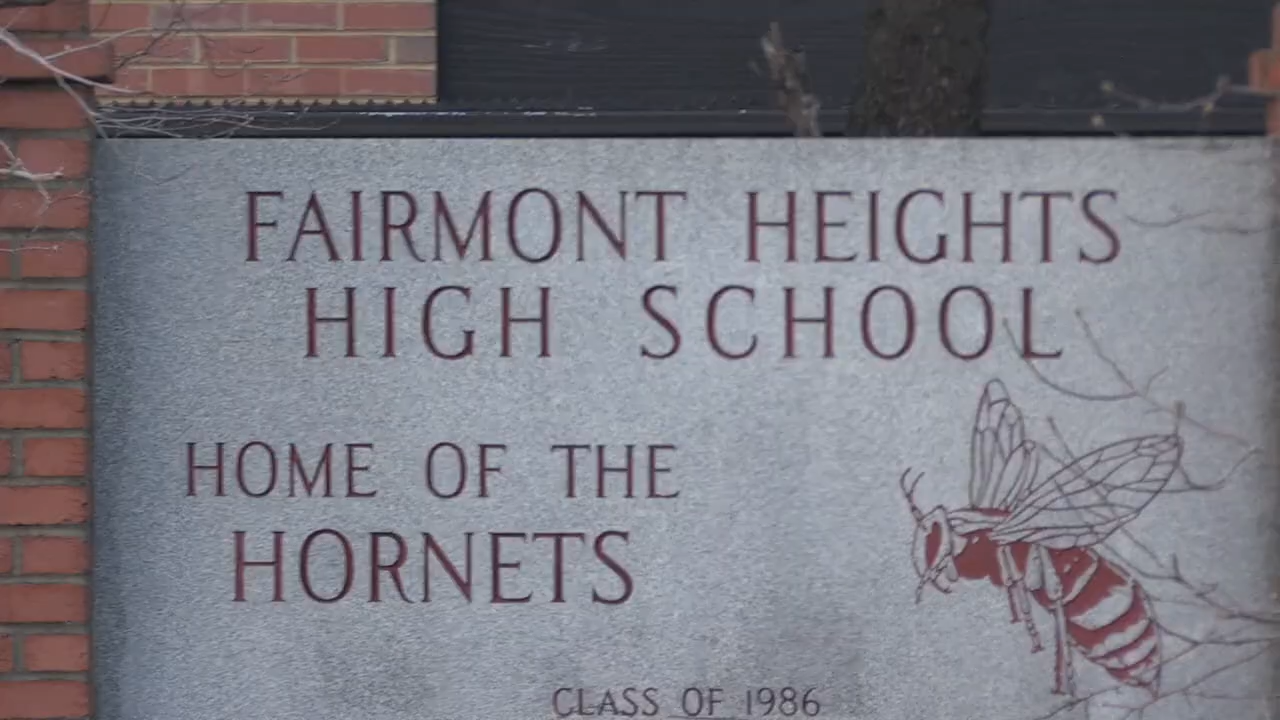 FAIRMONT HEIGHTS
HIGH SCHOOL
HOME OF THE
HORNETS
CLASS OF 1986